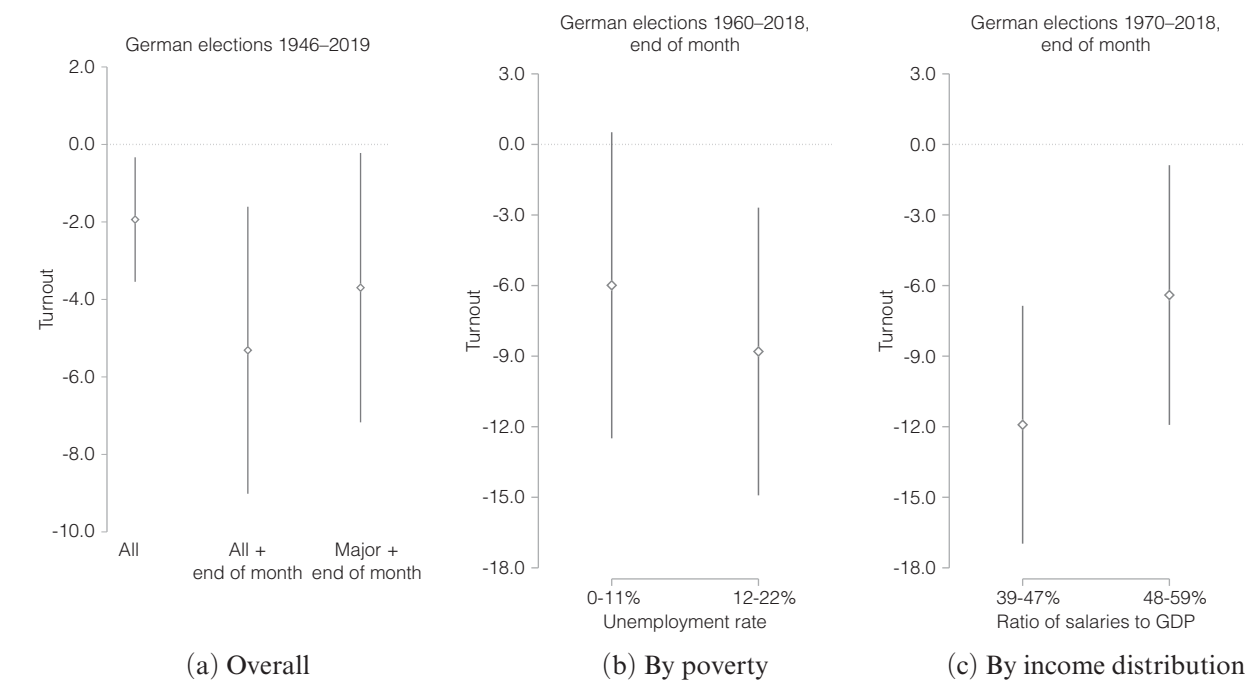 German elections 1946–2019
2.0
0.0
-2.0
-4.0
-6.0
-8.0
-10.0
Turnout
All
All +
end of month
Major +
end of month
(a) Overall
German elections 1960–2018,
end of month
3.0
0.0
-3.0
-6.0
-9.0
-12.0
-15.0
-18.0
Turnout
0-11%
12-22%
Unemployment rate
(b) By poverty
German elections 1970–2018,
end of month
3.0
0.0
-3.0
-6.0
-9.0
-12.0
-15.0
-18.0
Turnout
39-47%
48-59%
Ratio of salaries to GDP
(c) By income distribution